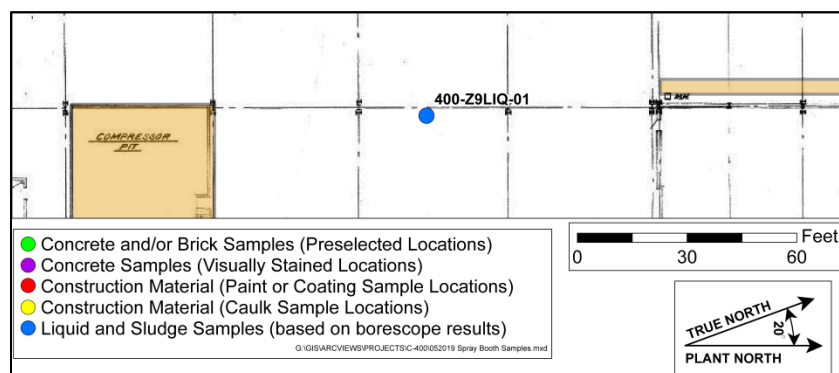 400-Z9LIQ-01
COMPRESSOR
PIT
MH
Concrete and/or Brick Samples (Preselected Locations)
Concrete Samples (Visually Stained Locations)
Construction Material (Paint or Coating Sample Locations)
Construction Material (Caulk Sample Locations)
Liquid and Sludge Samples (based on borescope results)
G:\GIS\ARCVIEWS\PROJECTS\C-400\052019 Spray Booth Samples.mxd
Feet
0 30 60
TRUE NORTH
20°
PLANT NORTH